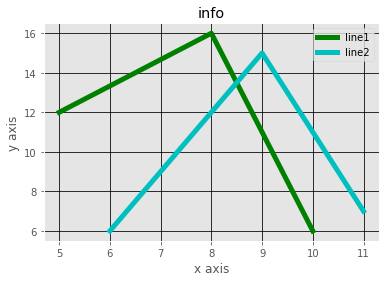 info
line1
line2
y axis
16
14
12
10
8
6
5 6 7 8 9 10 11
x axis